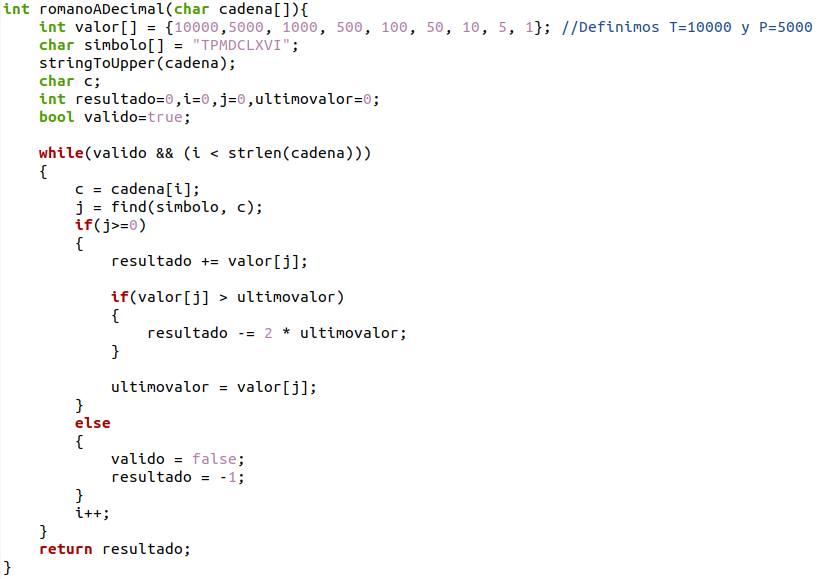 int romanoADecimal(char cadena[]){
    int valor[] = {10000,5000, 1000, 500, 100, 50, 10, 5, 1}; //Definimos T=10000 y P=5000
    char simbolo[] = "TPMDCLXVI";
    stringToUpper(cadena);
    char c;
    int resultado=0,i=0,j=0,ultimovalor=0;
    bool valido=true;

    while(valido && (i < strlen(cadena)))
    {
        c = cadena[i];
        j = find(simbolo, c);
        if(j>=0)
        {
            resultado += valor[j];

            if(valor[j] > ultimovalor)
            {
                resultado -= 2 * ultimovalor;
            }

            ultimovalor = valor[j];
        }
        else
        {
            valido = false;
            resultado = -1;
        }
        i++;
    }
    return resultado;
}